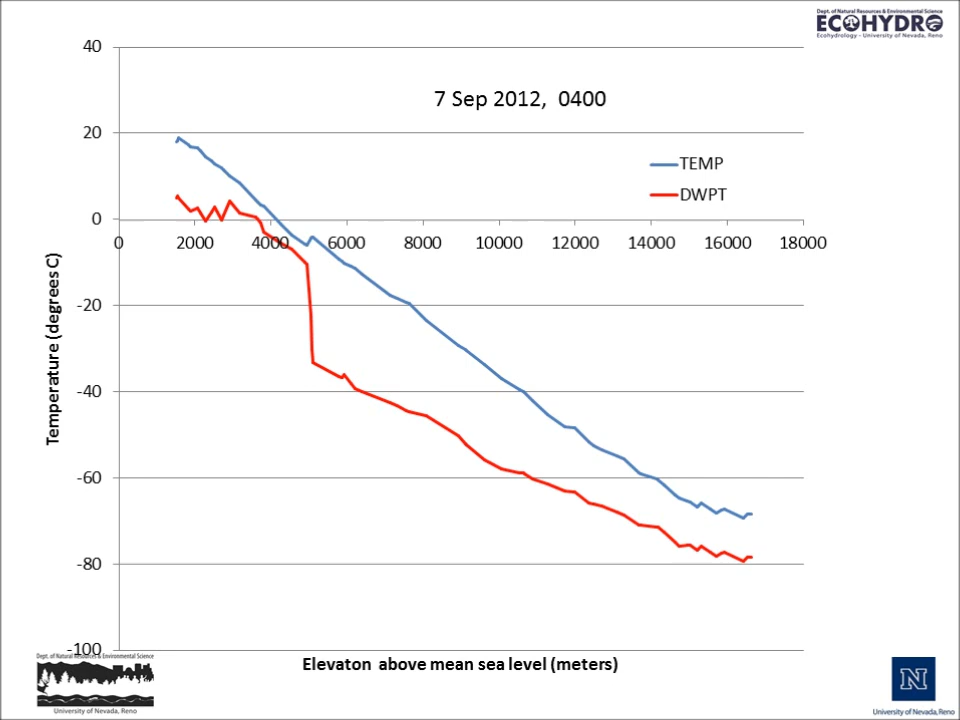 Dept. of Natural Resources & Environmental Science
ECOHYDRO
Ecohydrology - University of Nevada, Reno
40
7 Sep 2012, 0400
20
TEMP
DWPT
0
0 2000 4000 6000 8000 10000 12000 14000 16000 18000
-20
Temperature (degrees C)
-40
-60
-80
-100
Elevaton above mean sea level (meters)
Dept. of Natural Resources & Environmental Science
University of Nevada, Reno
N
University of Nevada, Reno